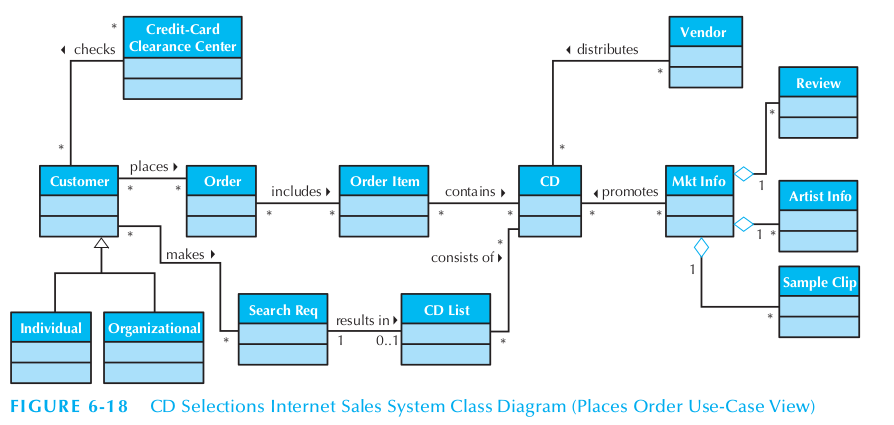 Credit-Card
Clearance Center
*
checks
*
Vendor
distributes
*
*
Review
*
1
Customer
places
*
*
Order
includes
*
*
Order Item
contains
*
*
CD
promotes
*
*
Mkt Info
Artist Info
1
*
Sample Clip
1
*
*
makes
*
consists of
*
*
Individual
Organizational
Search Req
results in
1
0..1
CD List
FIGURE 6-18 CD Selections Internet Sales System Class Diagram (Places Order Use-Case View)